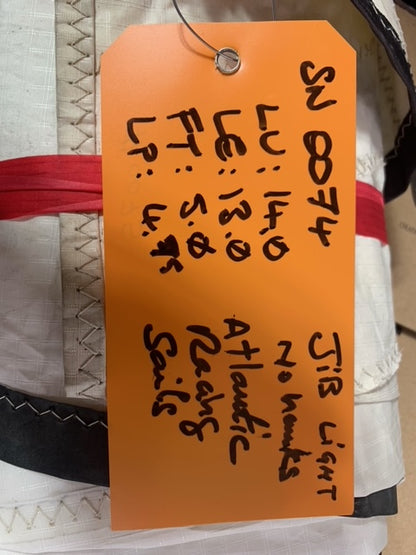 SN 0074
LU: 14.0
LE: 13.0
FT: 5.0
LP: 4.75
JIB LIGHT
No hanks
Atlantic
Racing
Sails